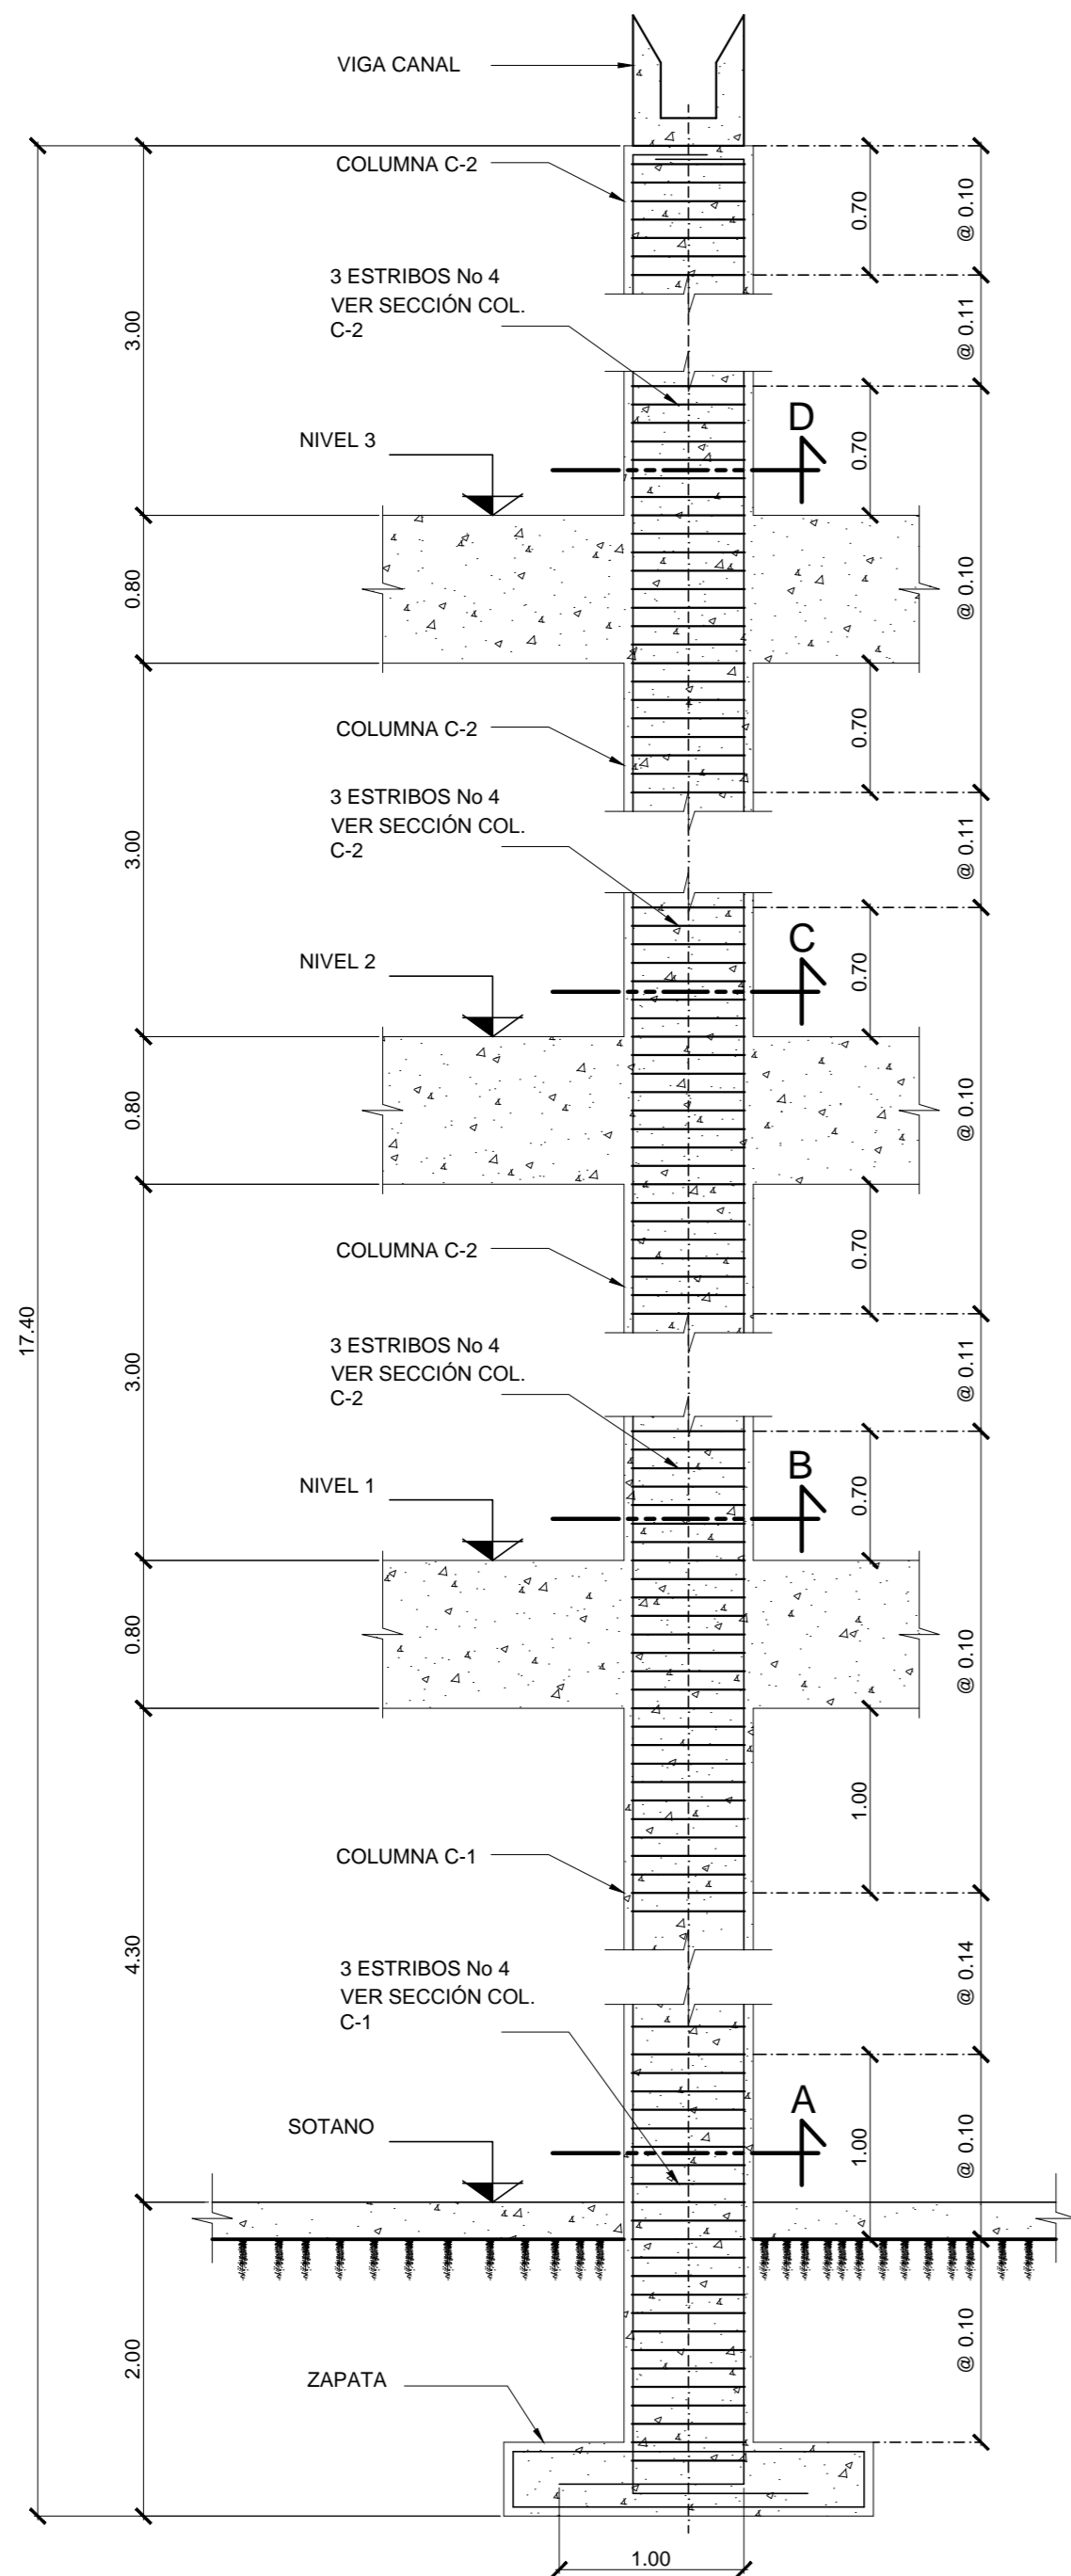 VIGA CANAL
COLUMNA C-2
0.70
@ 0.10
3 ESTRIBOS No 4
VER SECCIÓN COL.
C-2
3.00
@ 0.11
D
NIVEL 3
0.70
0.80
@ 0.10
COLUMNA C-2
0.70
3 ESTRIBOS No 4
VER SECCIÓN COL.
C-2
3.00
@ 0.11
C
NIVEL 2
0.70
0.80
@ 0.10
COLUMNA C-2
0.70
17.40
3 ESTRIBOS No 4
VER SECCIÓN COL.
C-2
3.00
@ 0.11
B
NIVEL 1
0.70
0.80
@ 0.10
1.00
COLUMNA C-1
4.30
3 ESTRIBOS No 4
VER SECCIÓN COL.
C-1
@ 0.14
A
SOTANO
1.00
@ 0.10
2.00
@ 0.10
ZAPATA
1.00